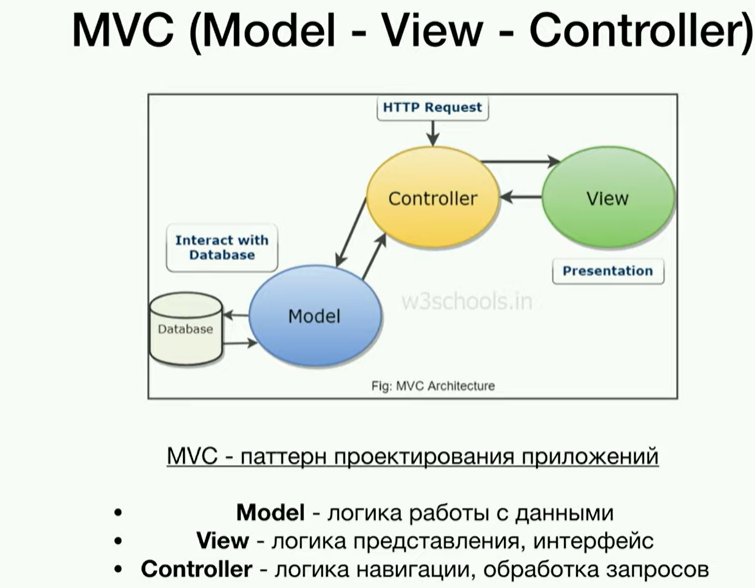 MVC (Model - View - Controller)
HTTP Request
Controller
View
Interact with
Database
Presentation
w3schools.in
Model
Database
Fig: MVC Architecture
MVC - паттерн проектирования приложений
• Model - логика работы с данными
• View - логика представления, интерфейс
• Controller - логика навигации, обработка запросов